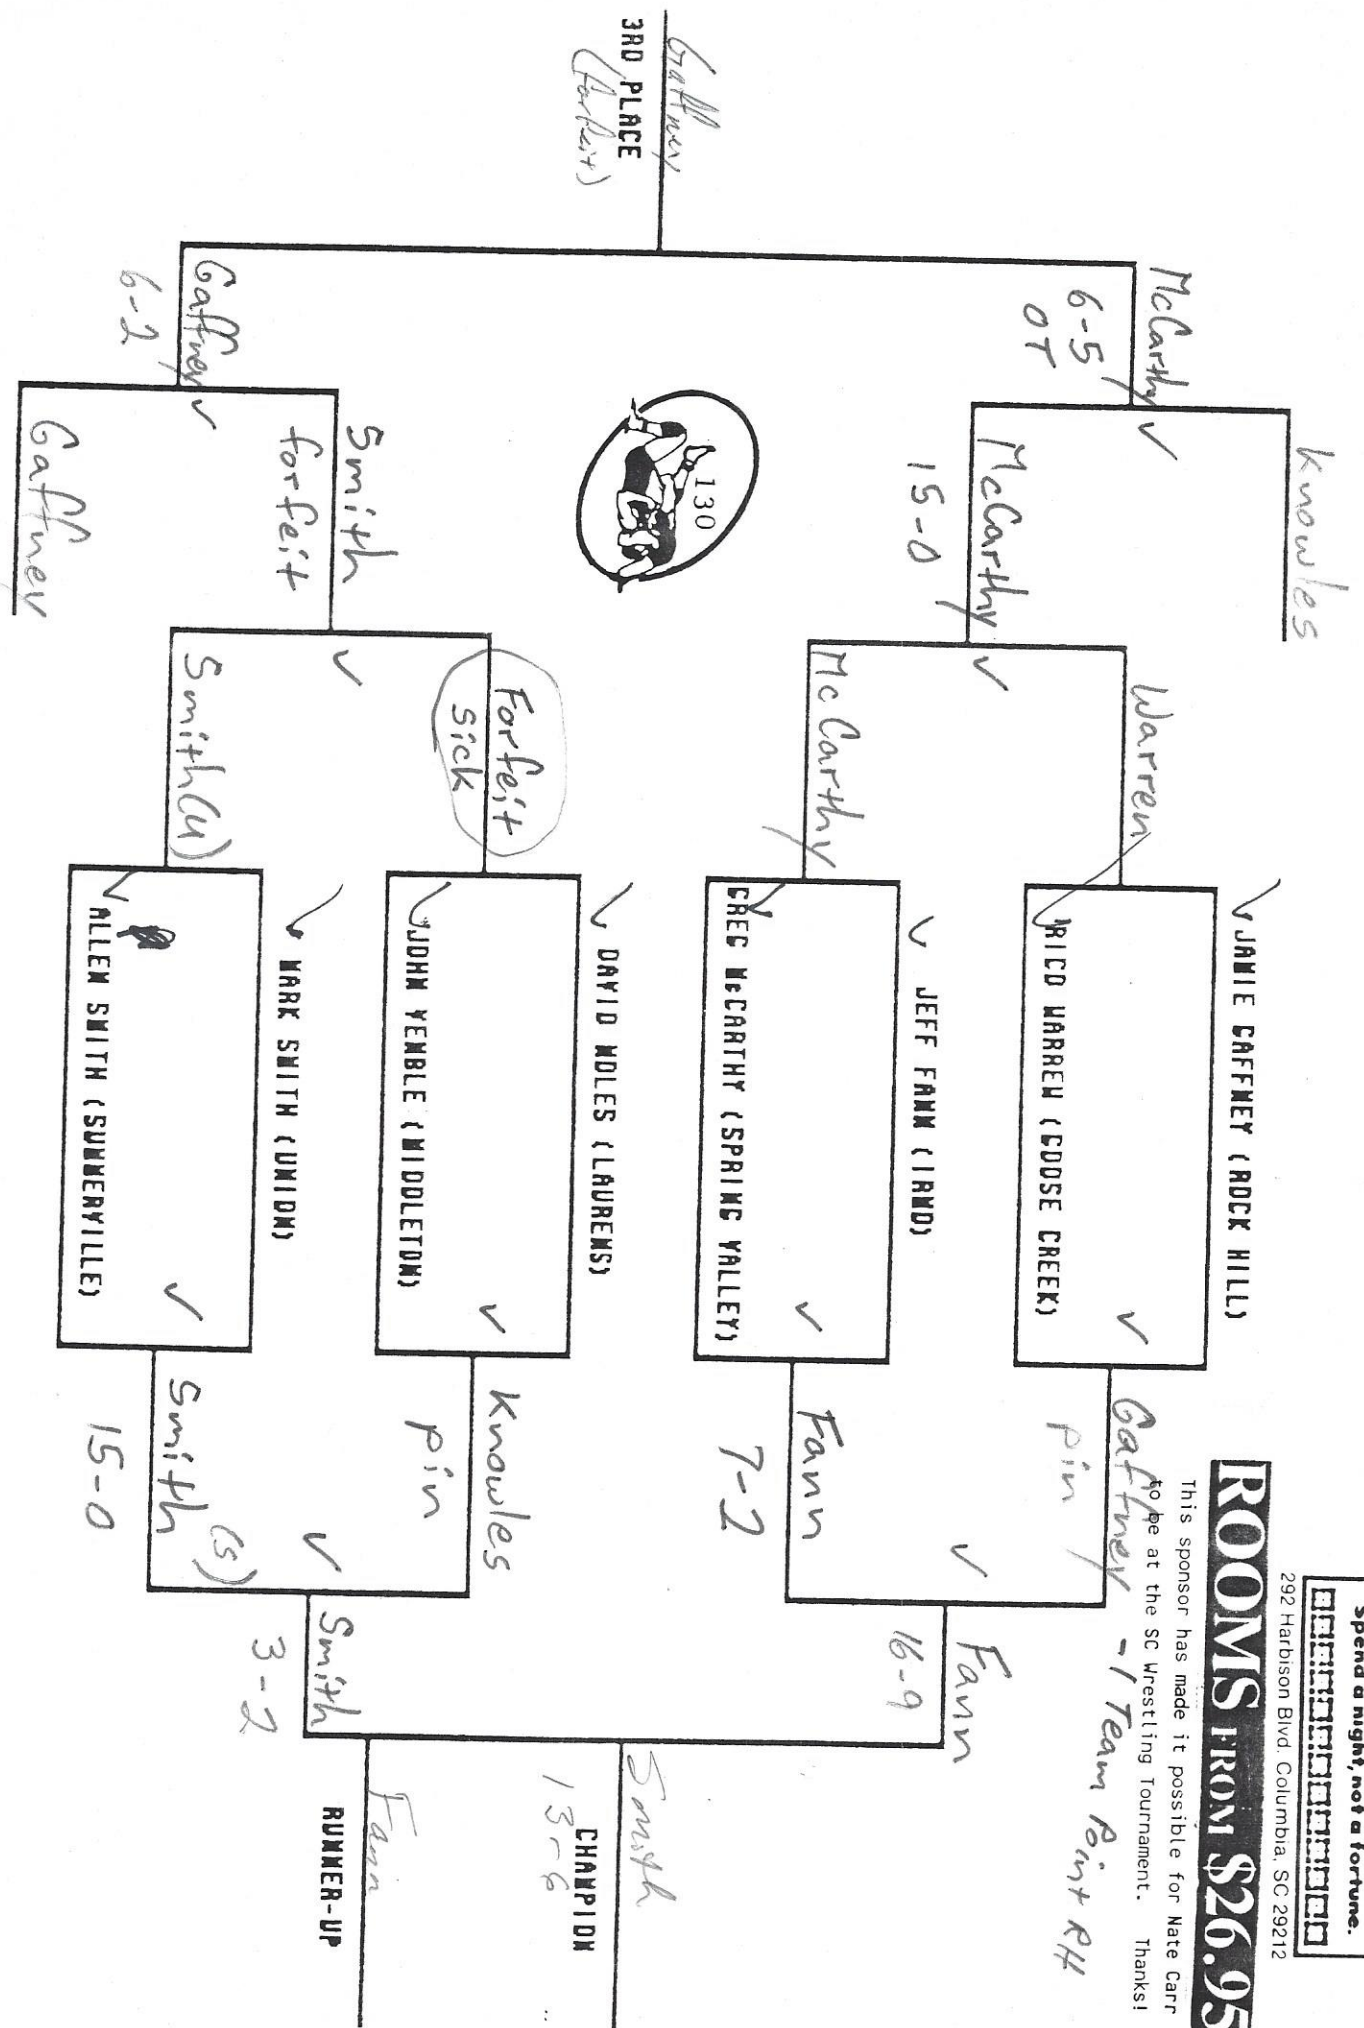 Spend a night, not a fortune.
292 Harbison Blvd. Columbia, SC 29212
ROOMS FROM $26.95
This sponsor has made it possible for Nate Carr
to be at the SC Wrestling Tournament. Thanks!
-1 Team Point RH
Knowles
McCarthy
6-5
OT
McCarthy
15-0
Warren
McCarthy
JAMIE GAFFNEY (ROCK HILL)
RICO WARREN (GOOSE CREEK)
JEFF FANN (IRMO)
GREG McCARTHY (SPRING VALLEY)
Gaffney
pin
Fann
7-2
Fann
16-9
Gaffney
3RD PLACE
(forfeit)
130
Smith
13-6
CHAMPION
Fann
RUNNER-UP
Forfeit
sick
DAVID NOLES (LAURENS)
JOHN VEMBLE (MIDDLETON)
MARK SMITH (UNION)
ALLEN SMITH (SUMMERVILLE)
Knowles
pin
Smith (s)
15-0
Smith
3-2
Smith
forfeit
Smith (u)
Gaffney
6-2
Gaffney